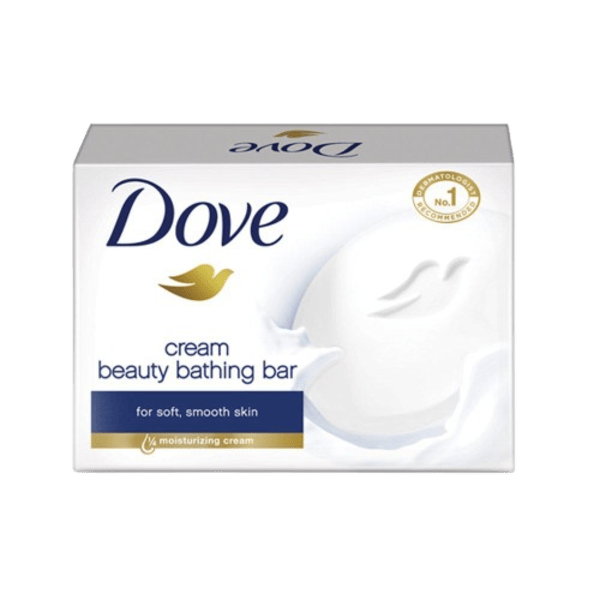 Dove
Dove
DERMATOLOGIST
No.1
RECOMMENDED
cream
beauty bathing bar
for soft, smooth skin
¼ moisturizing cream